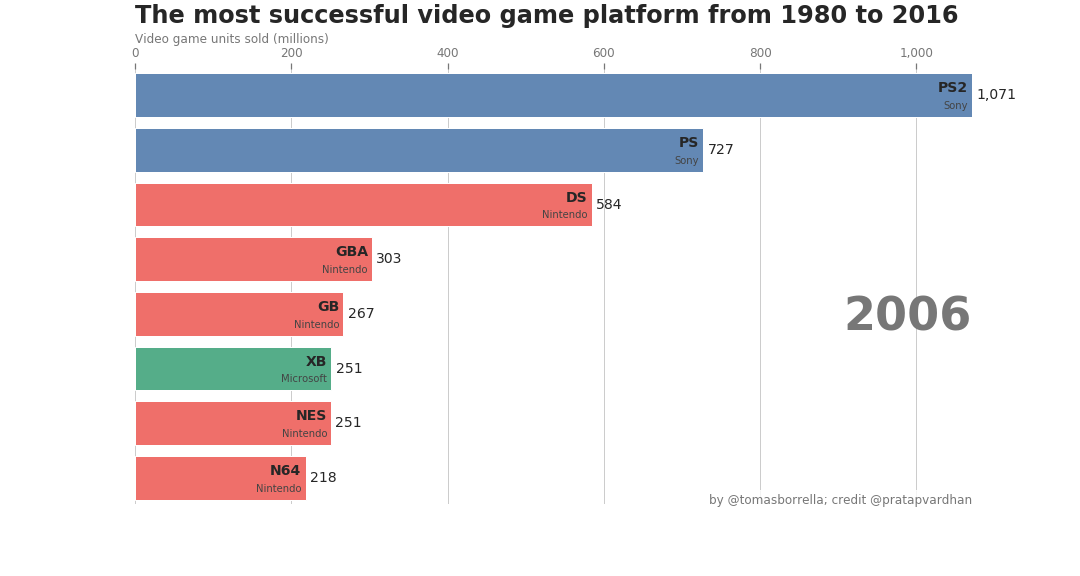 The most successful video game platform from 1980 to 2016
Video game units sold (millions)
0 200 400 600 800 1,000
PS2 1,071
Sony
PS 727
Sony
DS 584
Nintendo
GBA 303
Nintendo
GB 267
Nintendo
2006
XB 251
Microsoft
NES 251
Nintendo
N64 218
Nintendo
by @tomasborrella; credit @pratapvardhan